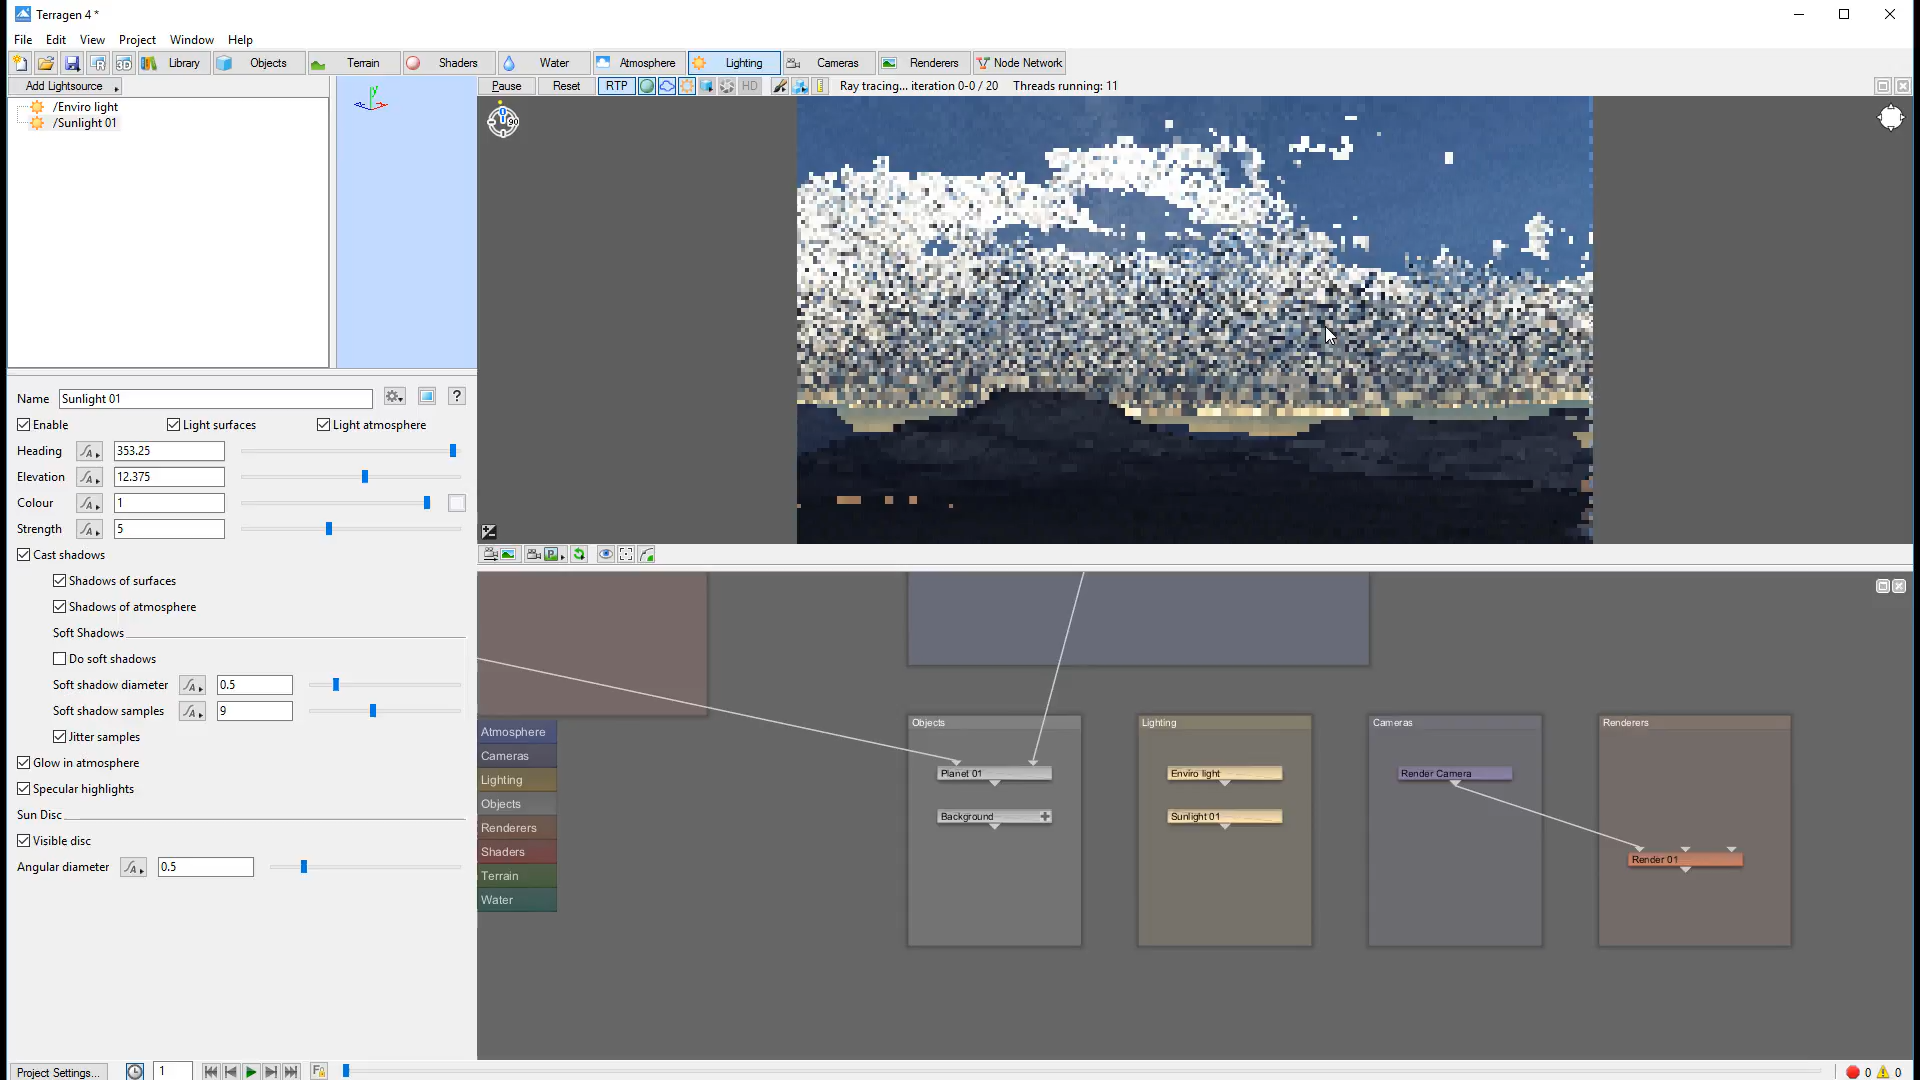 Terragen 4 *
File Edit View Project Window Help
Library Objects Terrain Shaders Water Atmosphere Lighting Cameras Renderers Node Network
Add Lightsource Pause Reset RTP HD Ray tracing... iteration 0-0 / 20 Threads running: 11
/Enviro light
/Sunlight 01
y
90
Name Sunlight 01 ?
Enable Light surfaces Light atmosphere
Heading 353.25
Elevation 12.375
Colour 1
Strength 5
Cast shadows
Shadows of surfaces
Shadows of atmosphere
Soft Shadows
Do soft shadows
Soft shadow diameter 0.5
Soft shadow samples 9
Jitter samples
Glow in atmosphere
Specular highlights
Sun Disc
Visible disc
Angular diameter 0.5
Atmosphere
Cameras
Lighting
Objects
Renderers
Shaders
Terrain
Water
Objects
Planet 01
Background
Lighting
Enviro light
Sunlight 01
Cameras
Render Camera
Renderers
Render 01
Project Settings... 1 0 0